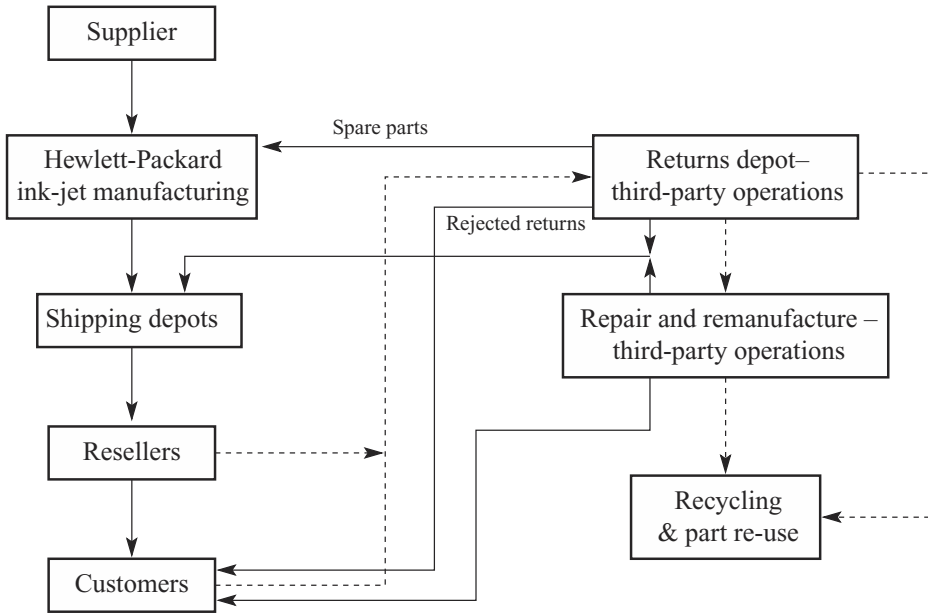 Supplier
Spare parts
Hewlett-Packard
ink-jet manufacturing
Returns depot–
third-party operations
Rejected returns
Shipping depots
Repair and remanufacture –
third-party operations
Resellers
Recycling
& part re-use
Customers